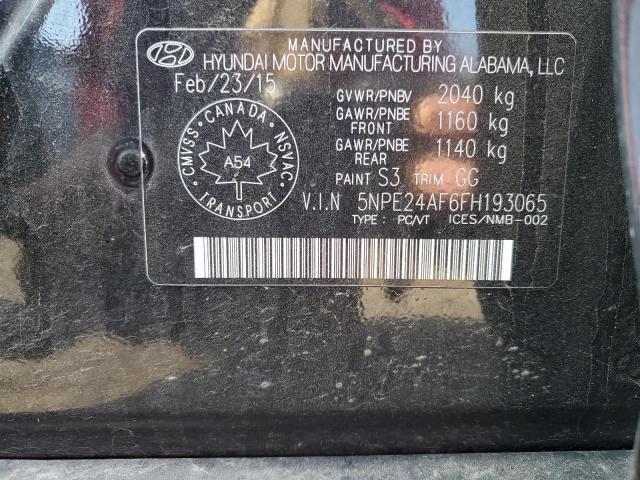 MANUFACTURED BY
HYUNDAI MOTOR MANUFACTURING ALABAMA, LLC
Feb/23/15
GVWR/PNBV 2040 kg
GAWR/PNBE FRONT 1160 kg
GAWR/PNBE REAR 1140 kg
PAINT S3 TRIM GG
V.I.N 5NPE24AF6FH193065
TYPE : PC/VT ICES/NMB-002
CANADA
CMVSS • NSVAC
A54
TRANSPORT